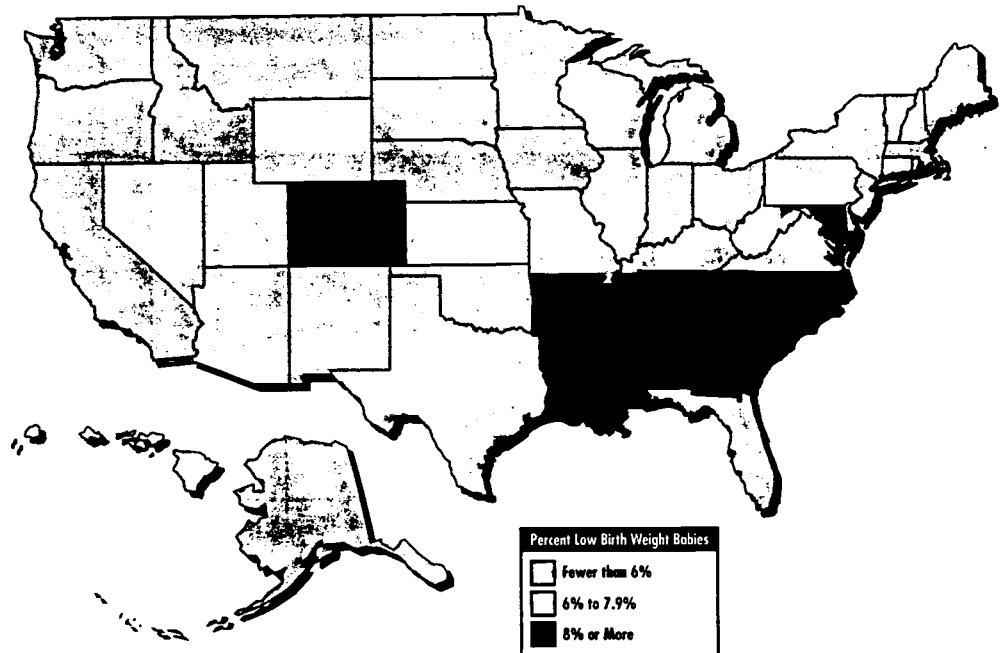 Percent Low Birth Weight Babies
Fewer than 6%
6% to 7.9%
8% or More